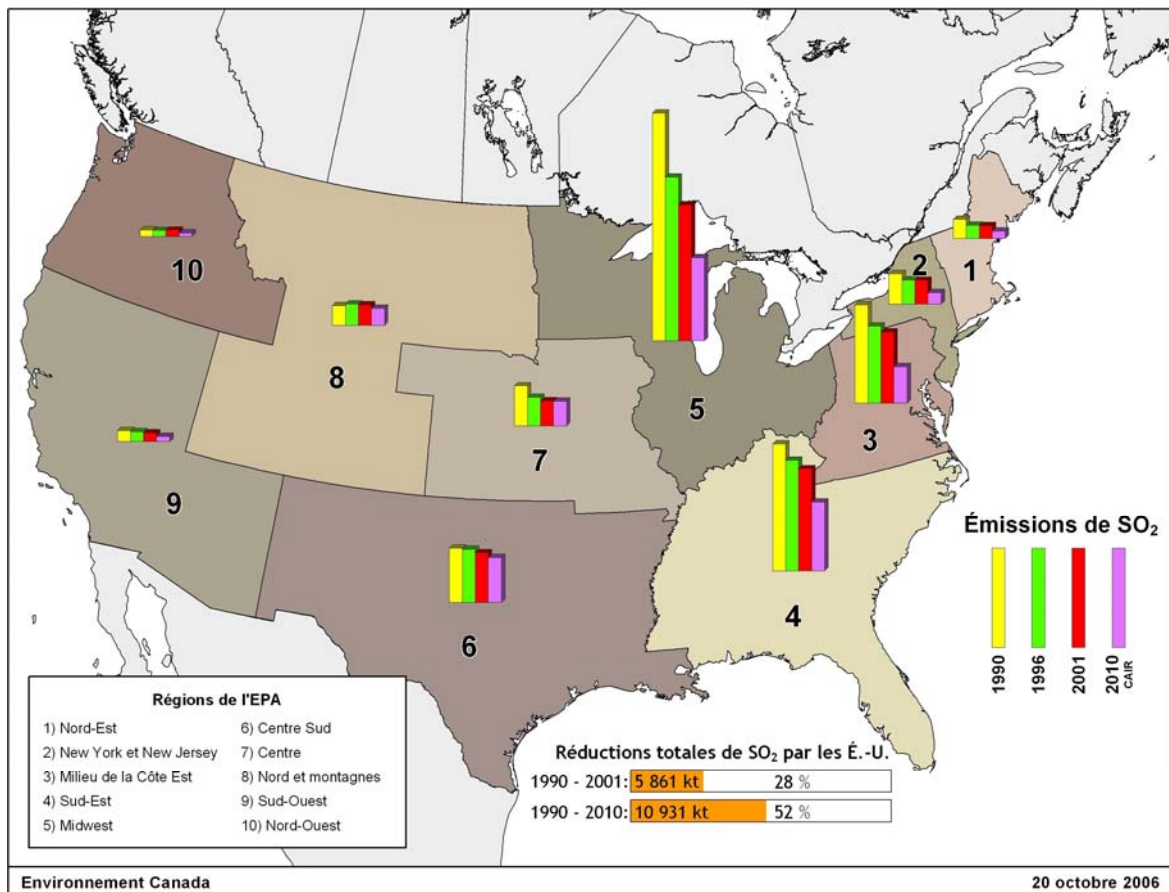 10
2
1
8
5
3
7
9
4
6
Émissions de SO₂
1990
1996
2001
2010
CAIR
Régions de l'EPA
1) Nord-Est
2) New York et New Jersey
3) Milieu de la Côte Est
4) Sud-Est
5) Midwest
6) Centre Sud
7) Centre
8) Nord et montagnes
9) Sud-Ouest
10) Nord-Ouest
Réductions totales de SO₂ par les É.-U.
1990 - 2001: 5 861 kt 28 %
1990 - 2010: 10 931 kt 52 %
Environnement Canada 20 octobre 2006